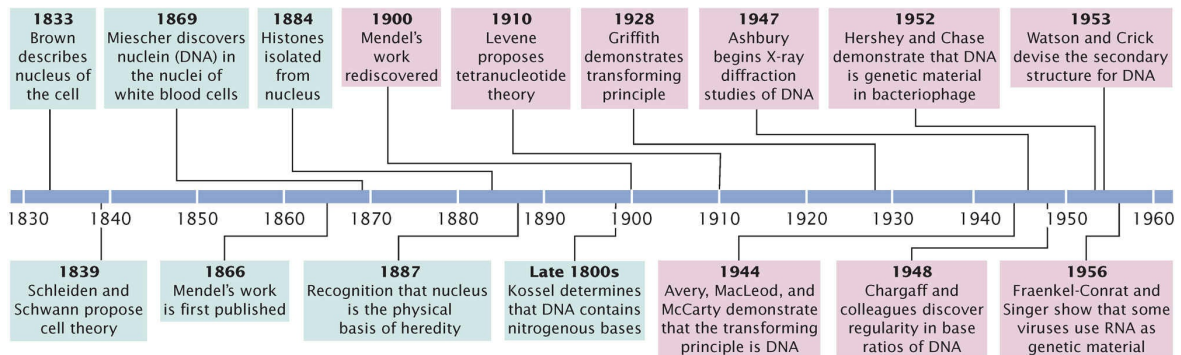 1833
Brown
describes
nucleus of
the cell
1869
Miescher discovers
nuclein (DNA) in
the nuclei of
white blood cells
1884
Histones
isolated
from
nucleus
1900
Mendel's
work
rediscovered
1910
Levene
proposes
tetranucleotide
theory
1928
Griffith
demonstrates
transforming
principle
1947
Ashbury
begins X-ray
diffraction
studies of DNA
1952
Hershey and Chase
demonstrate that DNA
is genetic material
in bacteriophage
1953
Watson and Crick
devise the secondary
structure for DNA
1830 1840 1850 1860 1870 1880 1890 1900 1910 1920 1930 1940 1950 1960
1839
Schleiden and
Schwann propose
cell theory
1866
Mendel's work
is first published
1887
Recognition that nucleus
is the physical
basis of heredity
Late 1800s
Kossel determines
that DNA contains
nitrogenous bases
1944
Avery, MacLeod, and
McCarty demonstrate
that the transforming
principle is DNA
1948
Chargaff and
colleagues discover
regularity in base
ratios of DNA
1956
Fraenkel-Conrat and
Singer show that some
viruses use RNA as
genetic material